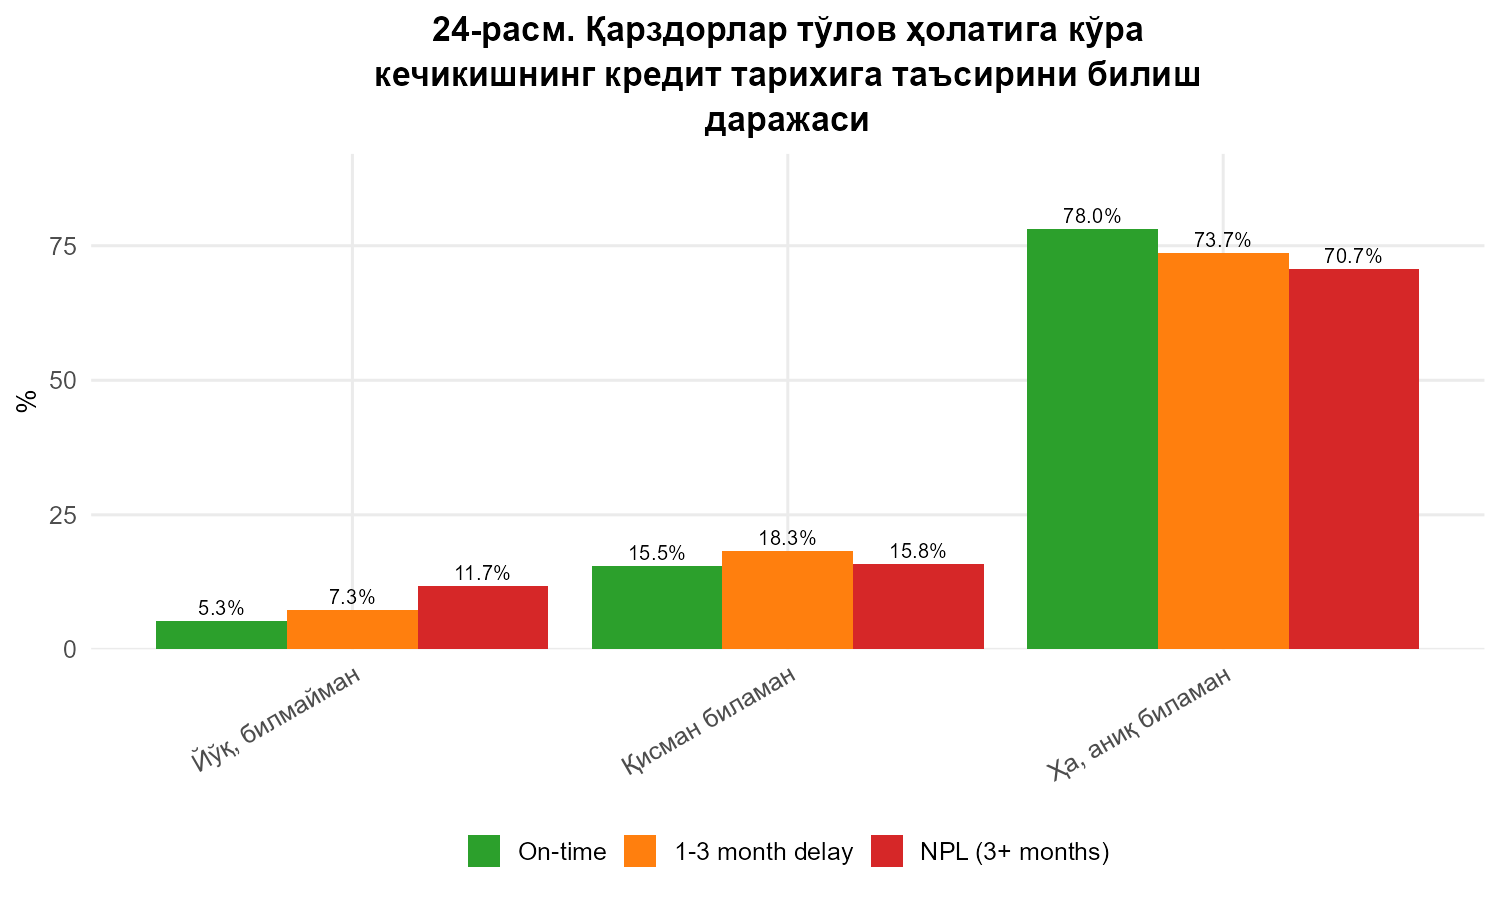 24-расм. Қарздорлар тўлов ҳолатига кўра
кечикишнинг кредит тарихига таъсирини билиш
даражаси
%
75
50
25
0
5.3%
7.3%
11.7%
15.5%
18.3%
15.8%
78.0%
73.7%
70.7%
Йўқ, билмайман
Қисман биламан
Ҳа, аниқ биламан
On-time
1-3 month delay
NPL (3+ months)